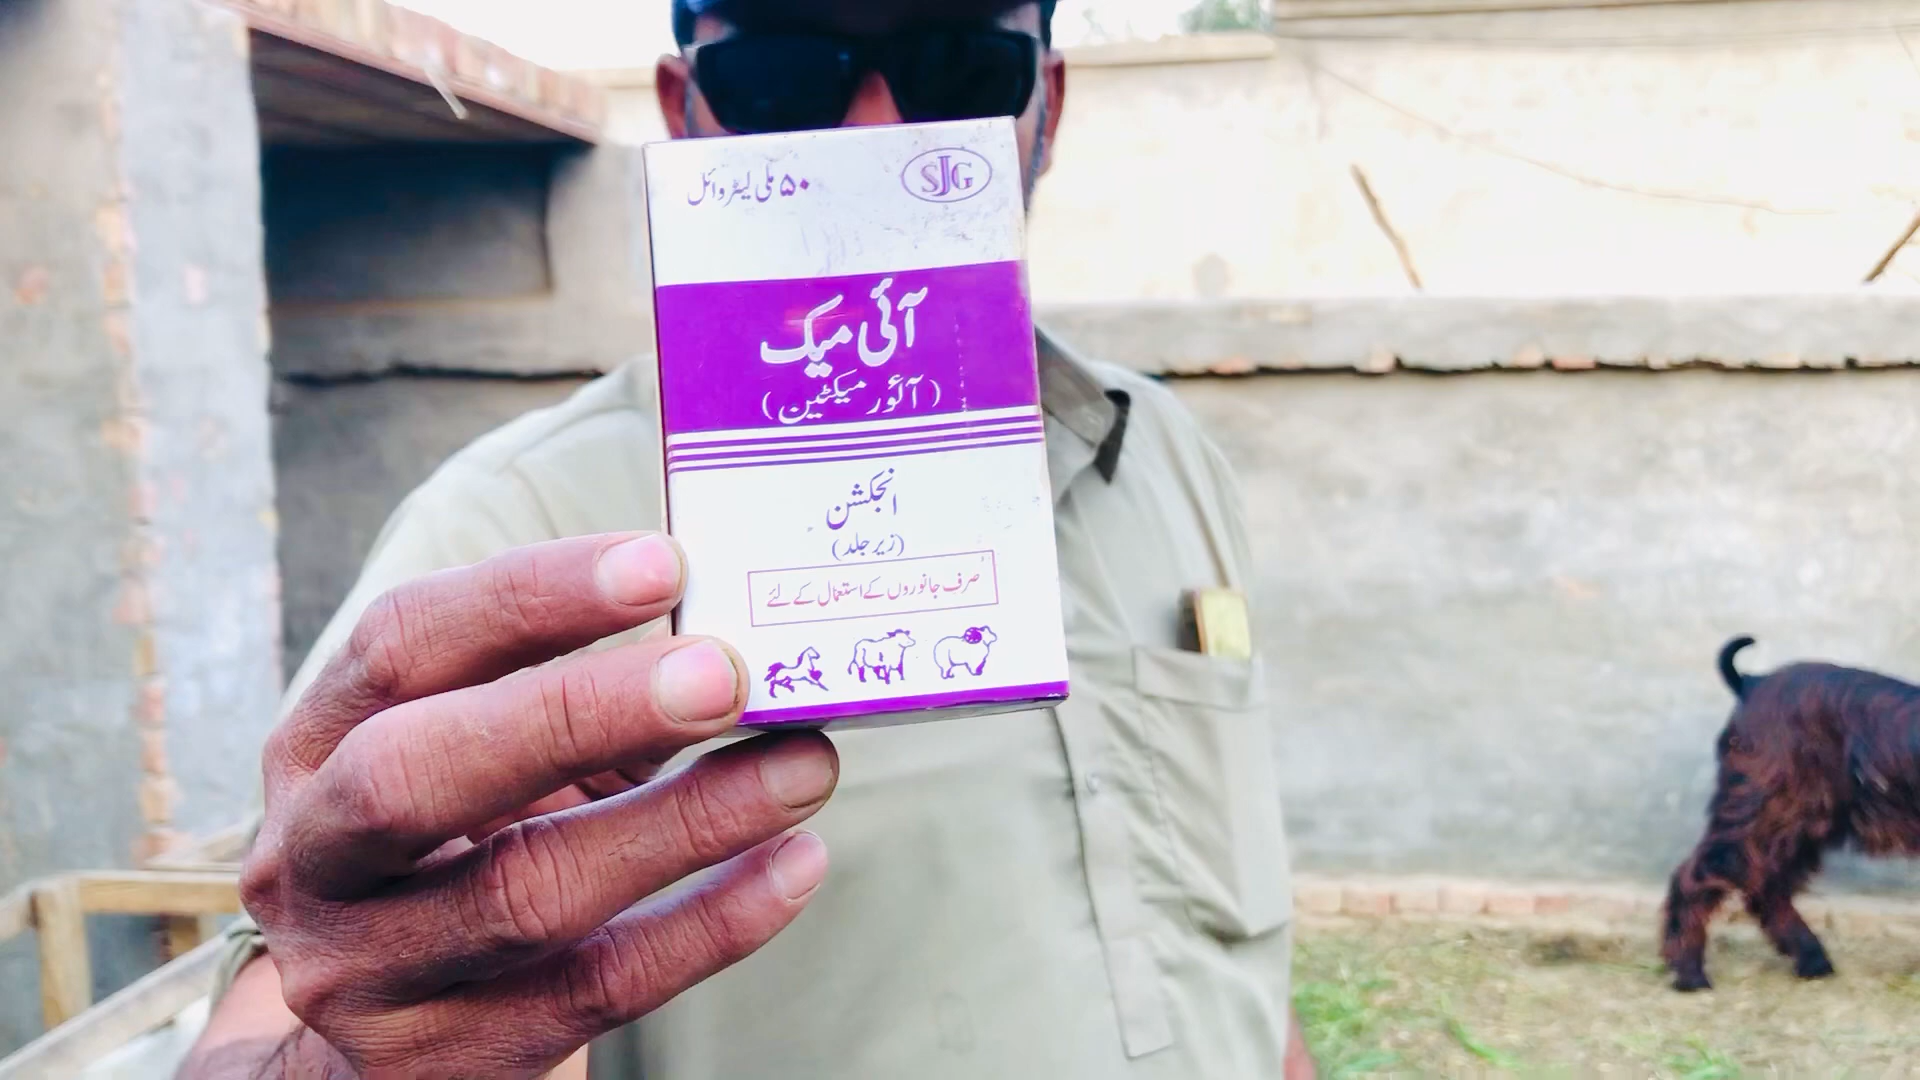 ۵۰ ملی لیٹر وائل
SJG
آئی میک
(آئور میکٹین)
انجکشن
(زیر جلد)
صرف جانوروں کے استعمال کے لئے